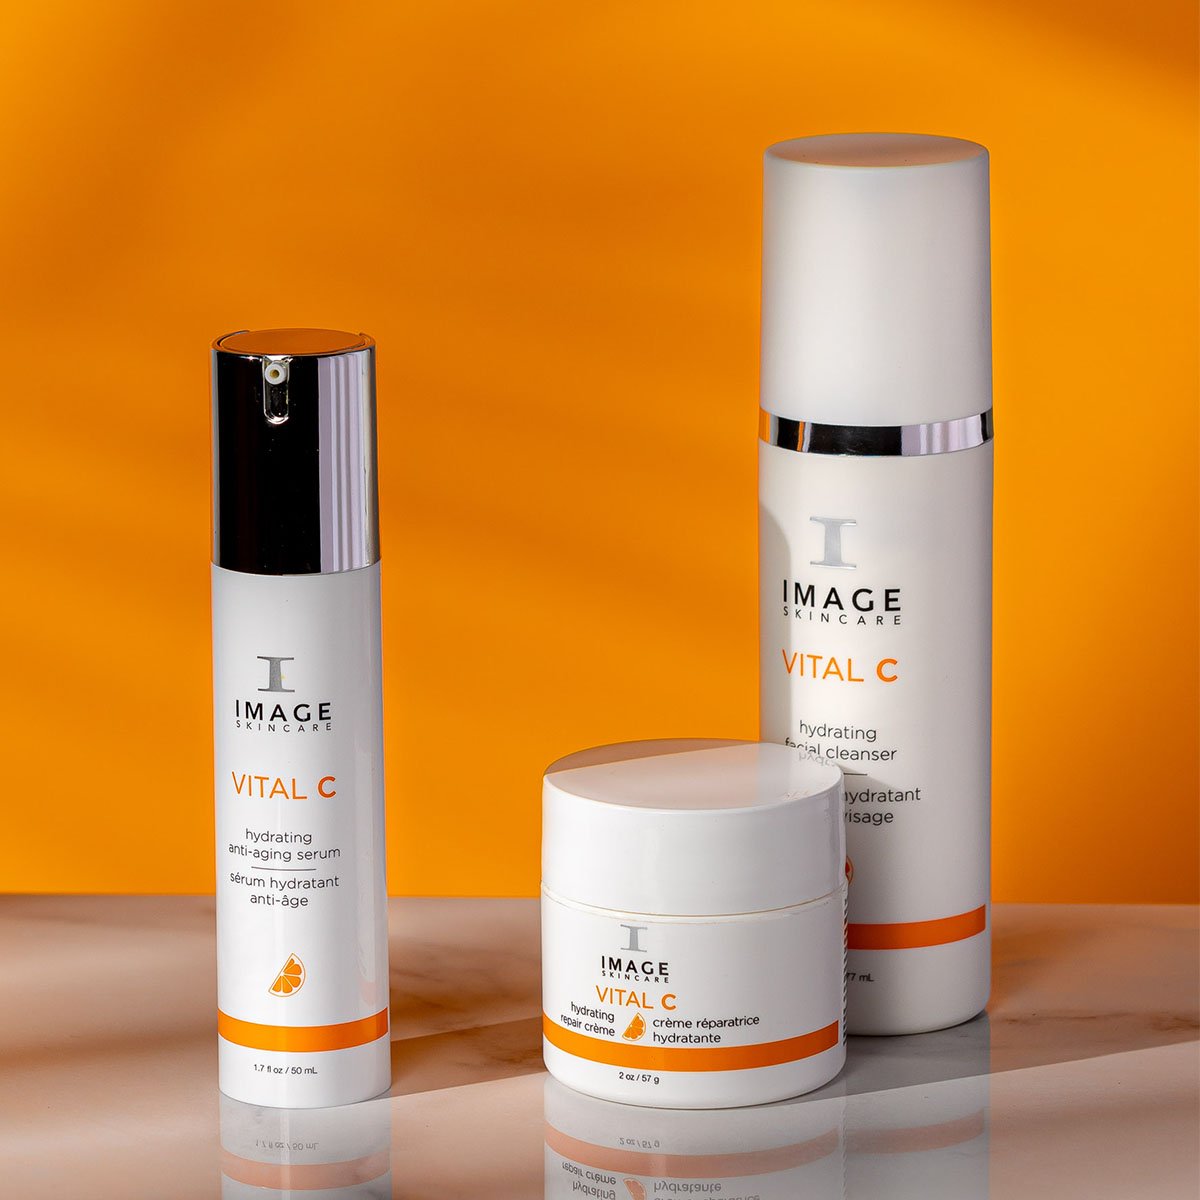 I
IMAGE
SKINCARE
VITAL C
hydrating
anti-aging serum
sérum hydratant
anti-âge
1.7 fl oz / 50 mL
I
IMAGE
SKINCARE
VITAL C
hydrating
repair crème
crème réparatrice
hydratante
2 oz / 57 g
I
IMAGE
SKINCARE
VITAL C
hydrating
facial cleanser
hydratant
visage
mL